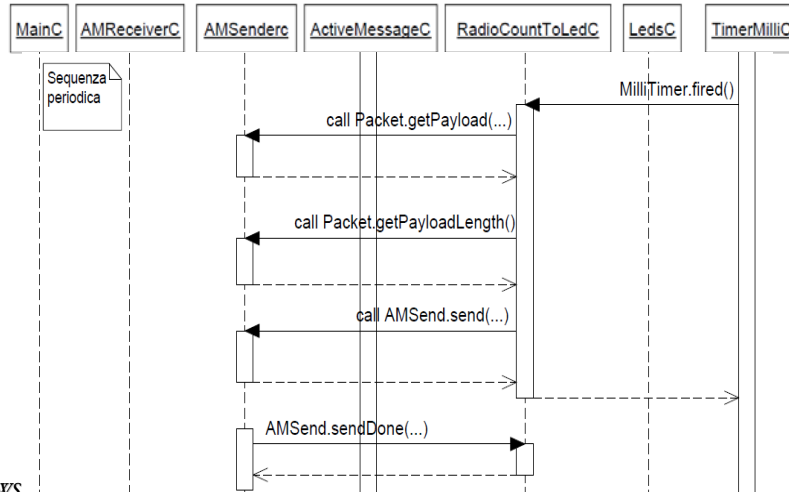 MainC
AMReceiverC
AMSenderc
ActiveMessageC
RadioCountToLedC
LedsC
TimerMilliC
Sequenza
periodica
MilliTimer.fired()
call Packet.getPayload(...)
call Packet.getPayloadLength()
call AMSend.send(...)
AMSend.sendDone(...)